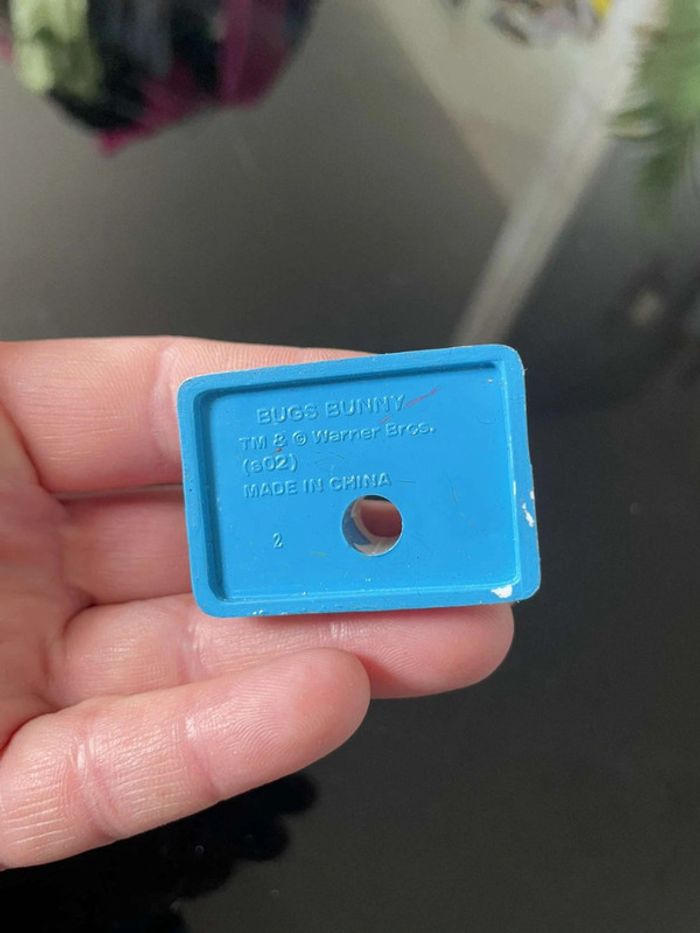 BUGS BUNNY
TM & © Warner Bros.
(s02)
MADE IN CHINA
2